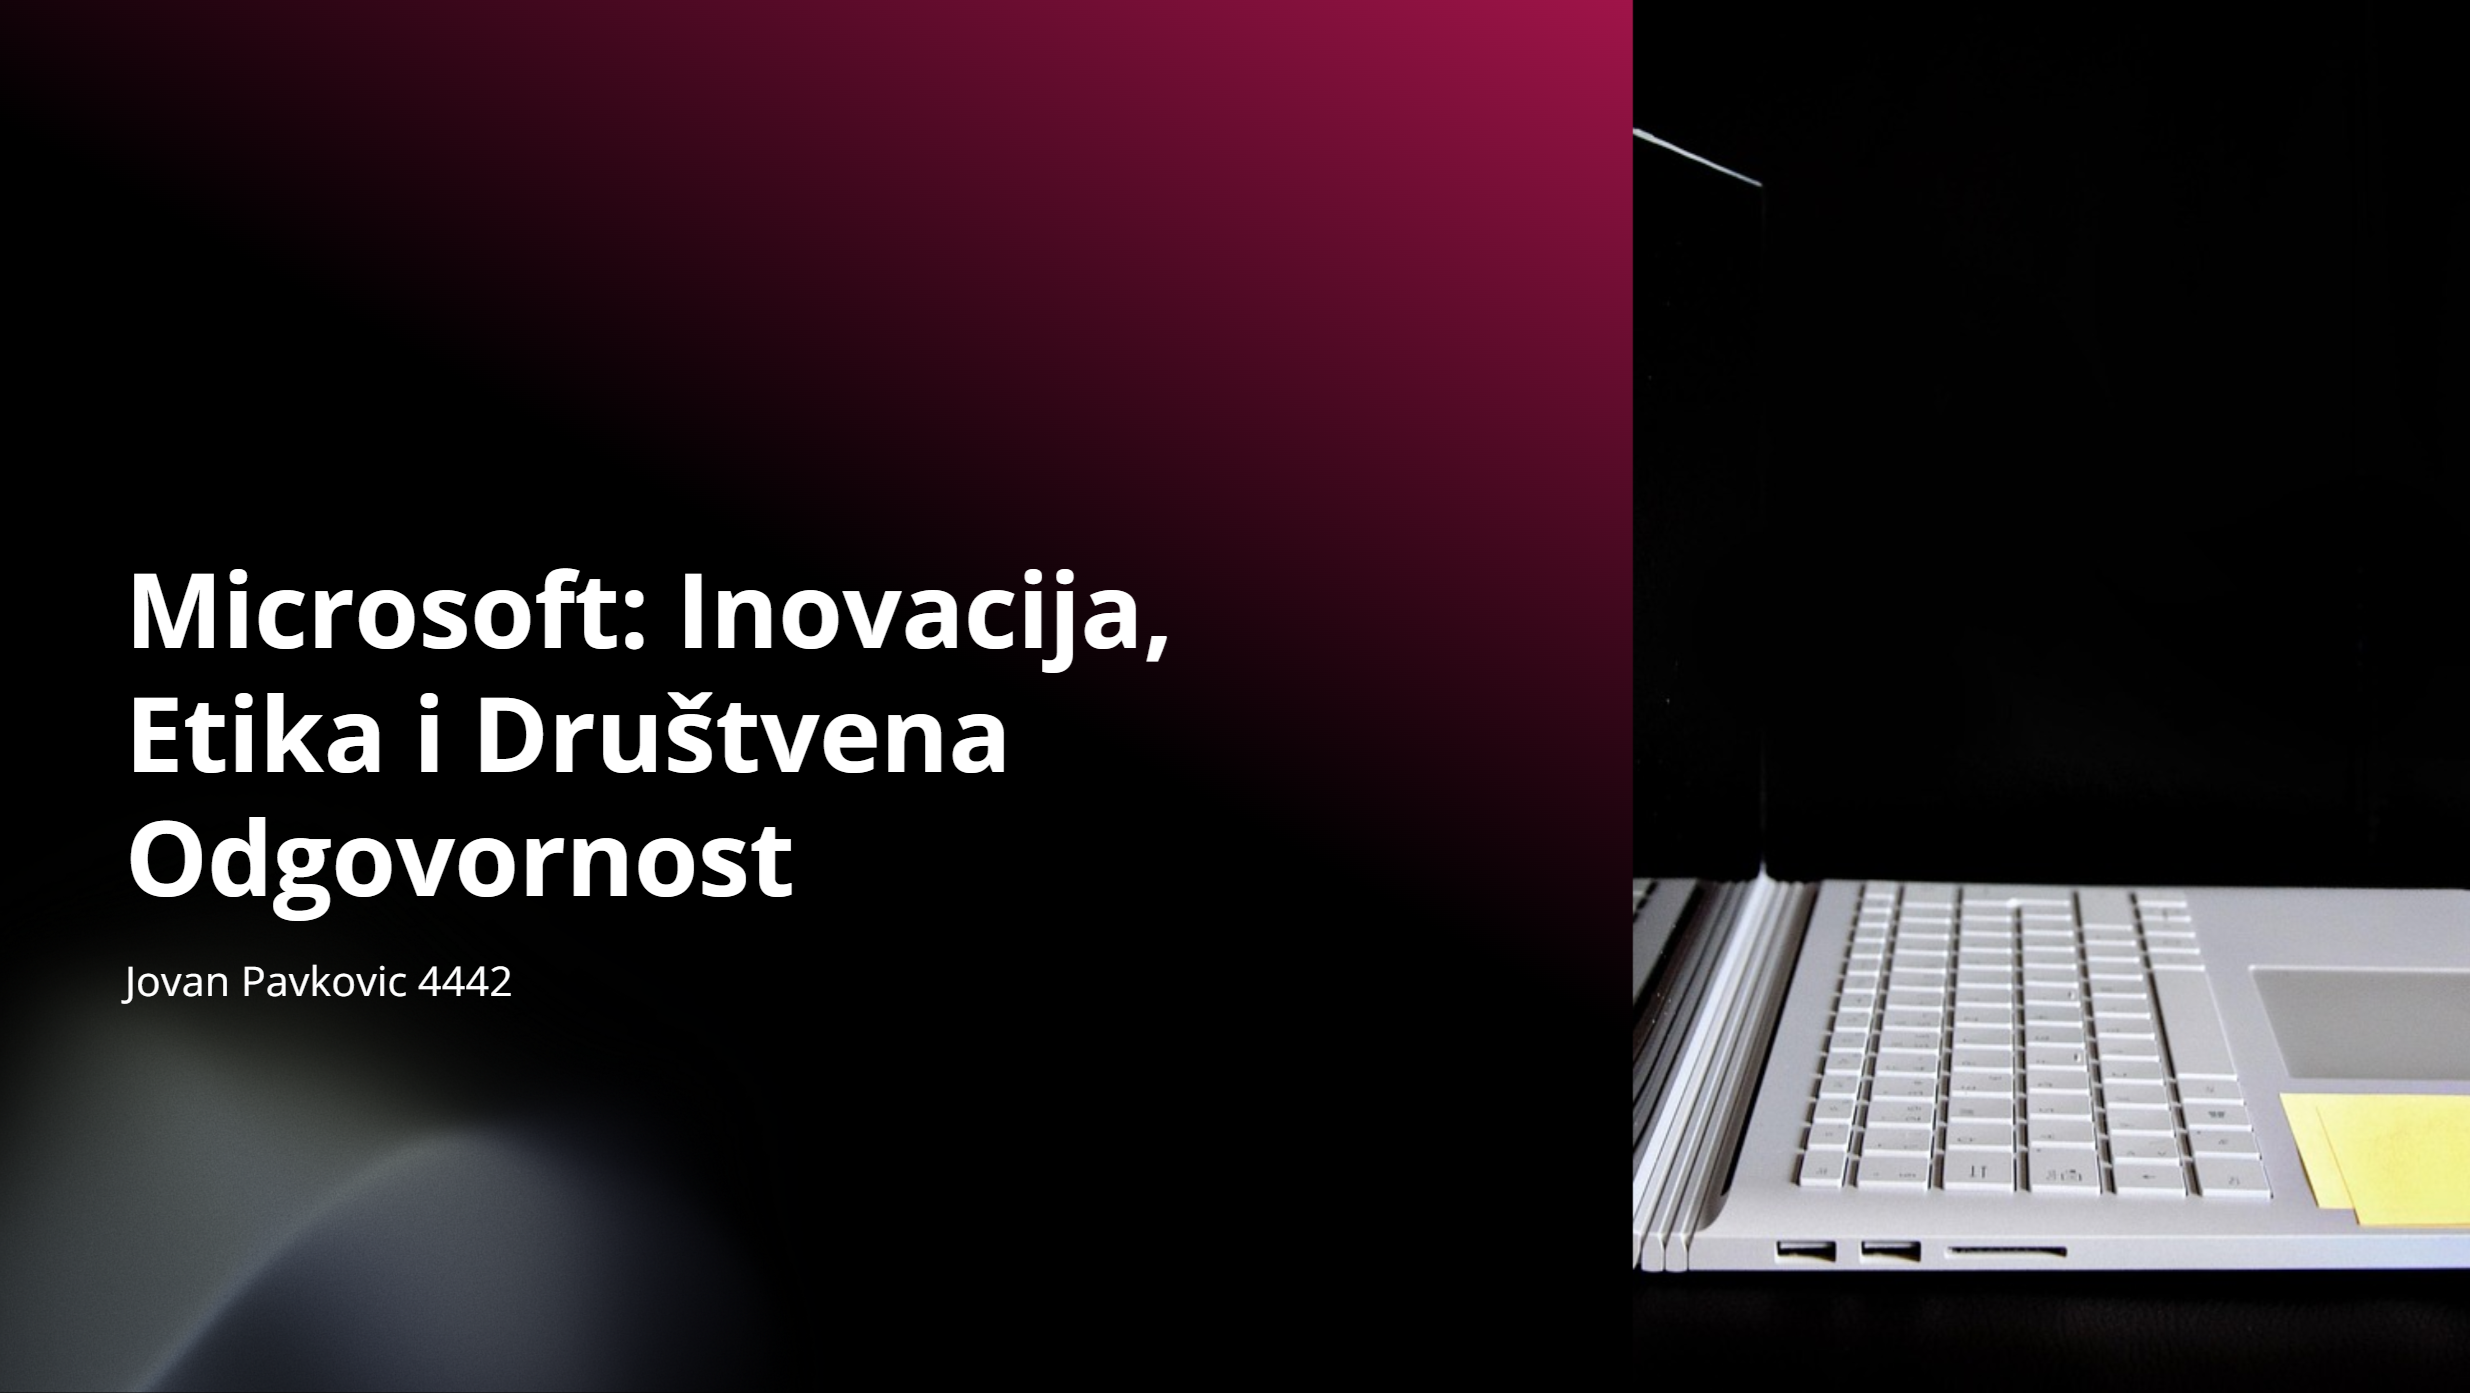 Microsoft: Inovacija,
Etika i Društvena
Odgovornost
Jovan Pavkovic 4442